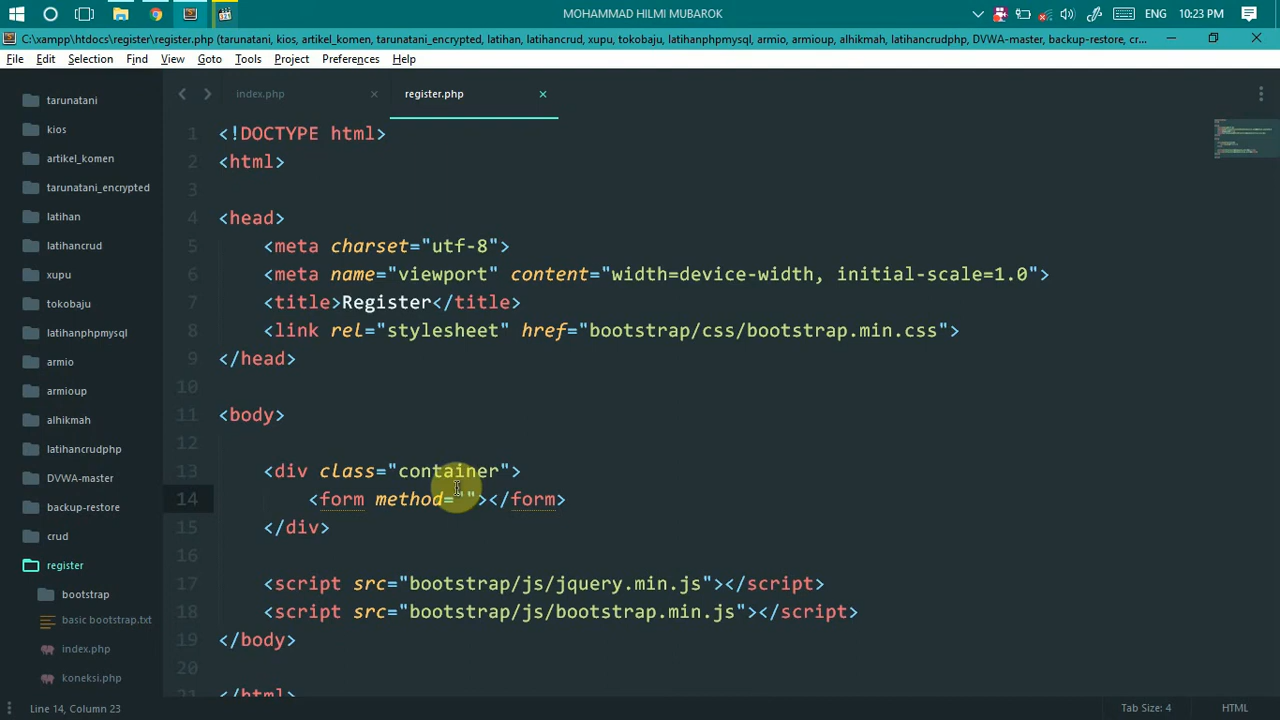 MOHAMMAD HILMI MUBAROK
ENG 10:23 PM
C:\xampp\htdocs\register\register.php (tarunatani, kios, artikel_komen, tarunatani_encrypted, latihan, latihancrud, xupu, tokobaju, latihanphpmysql, armio, armioup, alhikmah, latihancrudphp, DVWA-master, backup-restore, cr...
File Edit Selection Find View Goto Tools Project Preferences Help
index.php register.php
tarunatani
kios
artikel_komen
tarunatani_encrypted
latihan
latihancrud
xupu
tokobaju
latihanphpmysql
armio
armioup
alhikmah
latihancrudphp
DVWA-master
backup-restore
crud
register
bootstrap
basic bootstrap.txt
index.php
koneksi.php
1 <!DOCTYPE html>
2 <html>
3
4 <head>
5 <meta charset="utf-8">
6 <meta name="viewport" content="width=device-width, initial-scale=1.0">
7 <title>Register</title>
8 <link rel="stylesheet" href="bootstrap/css/bootstrap.min.css">
9 </head>
10
11 <body>
12
13 <div class="container">
14 <form method=""></form>
15 </div>
16
17 <script src="bootstrap/js/jquery.min.js"></script>
18 <script src="bootstrap/js/bootstrap.min.js"></script>
19 </body>
20
21 </html>
Line 14, Column 23 Tab Size: 4 HTML